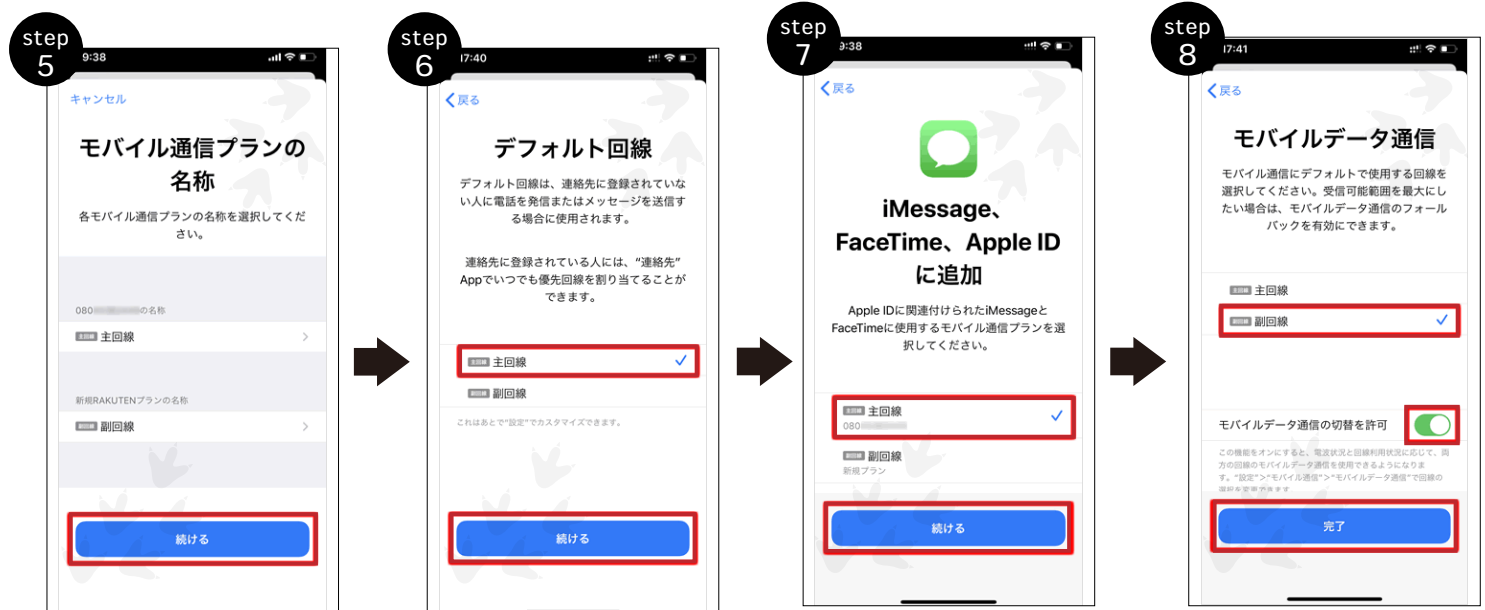 step
5
9:38
キャンセル
モバイル通信プランの
名称
各モバイル通信プランの名称を選択してくだ
さい。
080
の名称
主回線 主回線
新規RAKUTENプランの名称
副回線 副回線
続ける
step
6
17:40
戻る
デフォルト回線
デフォルト回線は、連絡先に登録されていな
い人に電話を発信またはメッセージを送信す
る場合に使用されます。
連絡先に登録されている人には、“連絡先”
Appでいつでも優先回線を割り当てることが
できます。
主回線 主回線
副回線 副回線
これはあとで"設定"でカスタマイズできます。
続ける
step
7
9:38
戻る
iMessage、
FaceTime、Apple ID
に追加
Apple IDに関連付けられたiMessageと
FaceTimeに使用するモバイル通信プランを選
択してください。
主回線 主回線
080
副回線 副回線
新規プラン
続ける
step
8
17:41
戻る
モバイルデータ通信
モバイル通信にデフォルトで使用する回線を
選択してください。受信可能範囲を最大にし
たい場合は、モバイルデータ通信のフォール
バックを有効にできます。
主回線 主回線
副回線 副回線
モバイルデータ通信の切替を許可
この機能をオンにすると、電波状況と回線利用状況に応じて、両
方の回線のモバイルデータ通信を使用できるようになりま
す。"設定">"モバイル通信">"モバイルデータ通信"で回線の
選択を変更できます
完了